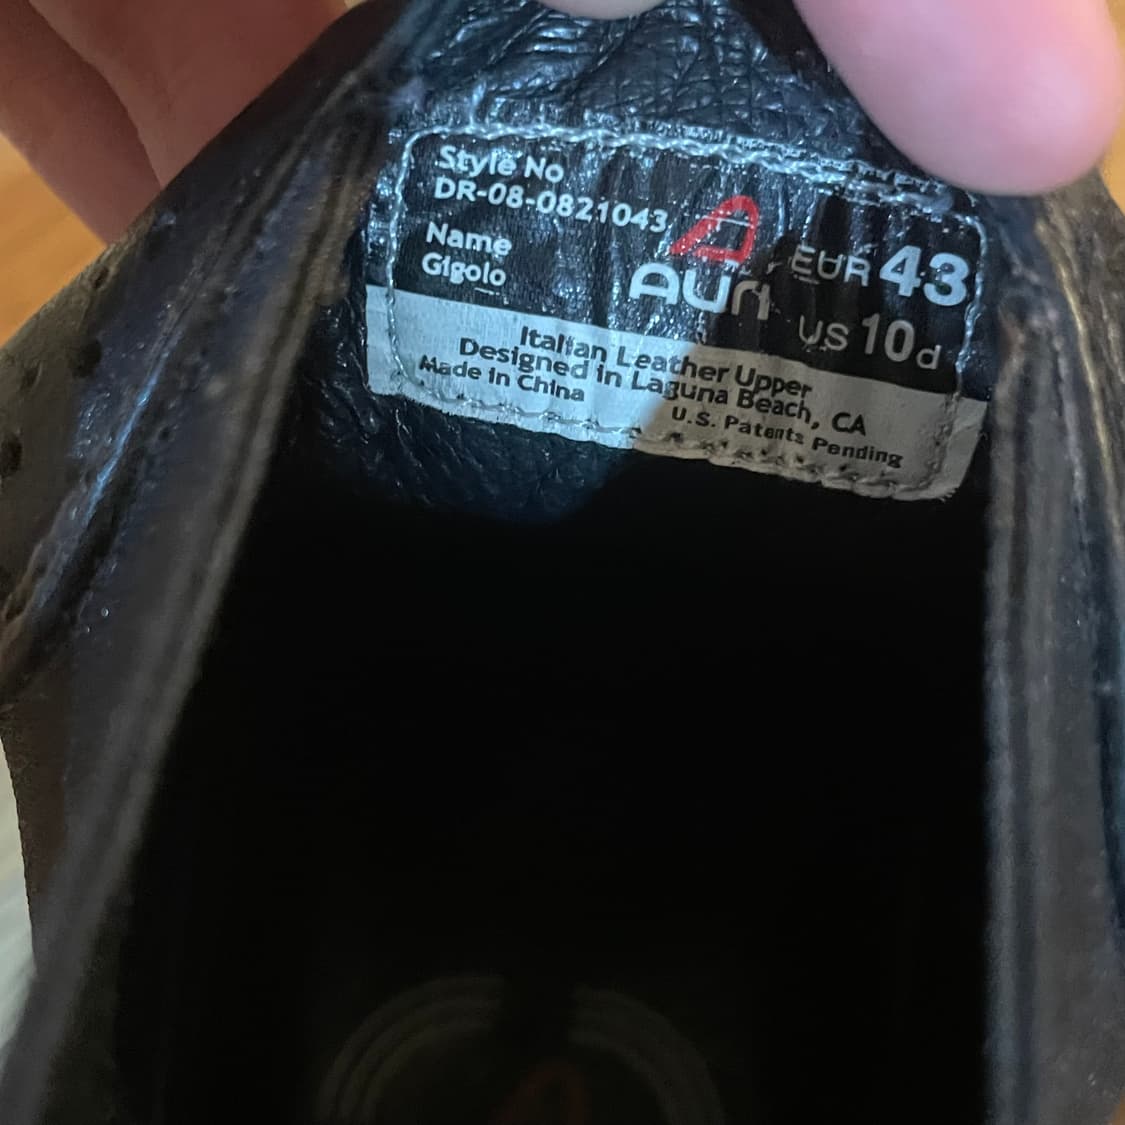 Style No
DR-08-0821043
Name
Gigolo
AURI
EUR 43
US 10d
Italian Leather Upper
Designed in Laguna Beach, CA
Made in China
U.S. Patents Pending